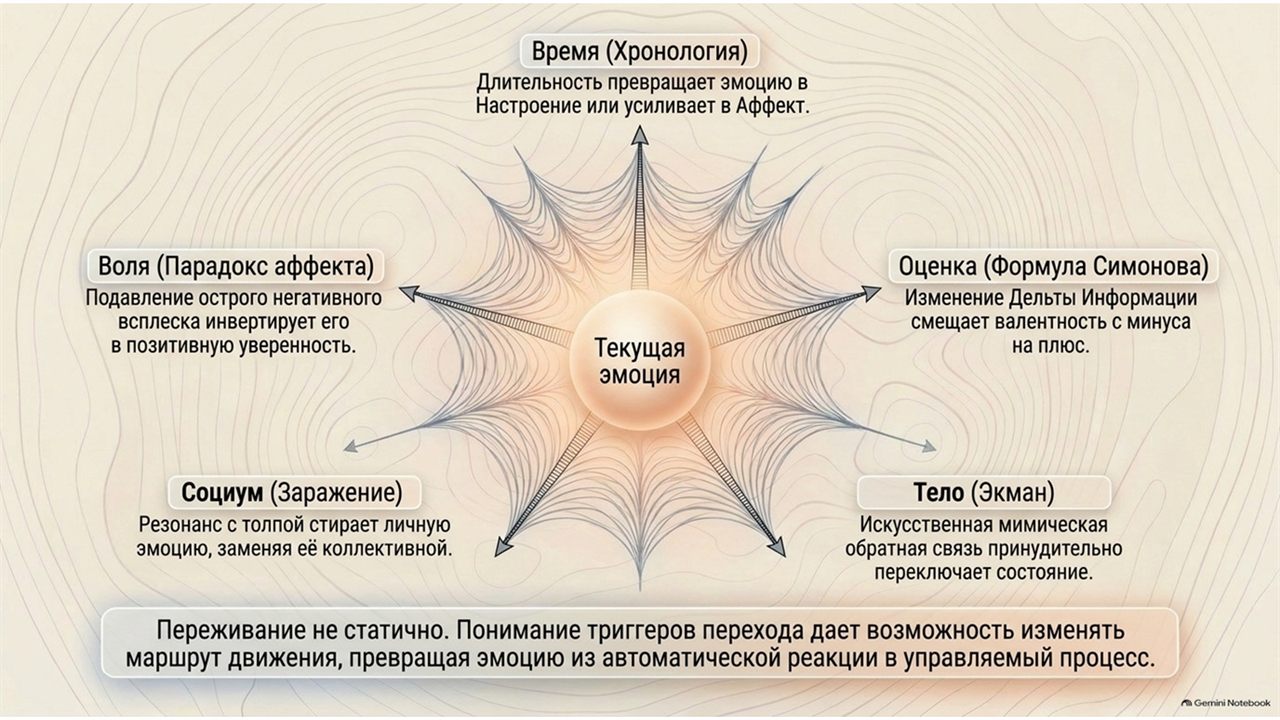 Время (Хронология)
Длительность превращает эмоцию в
Настроение или усиливает в Аффект.
Воля (Парадокс аффекта)
Подавление острого негативного
всплеска инвертирует его
в позитивную уверенность.
Оценка (Формула Симонова)
Изменение Дельты Информации
смещает валентность с минуса
на плюс.
Текущая
эмоция
Социум (Заражение)
Резонанс с толпой стирает личную
эмоцию, заменяя её коллективной.
Тело (Экман)
Искусственная мимическая
обратная связь принудительно
переключает состояние.
Переживание не статично. Понимание триггеров перехода дает возможность изменять
маршрут движения, превращая эмоцию из автоматической реакции в управляемый процесс.
Gemini Notebook